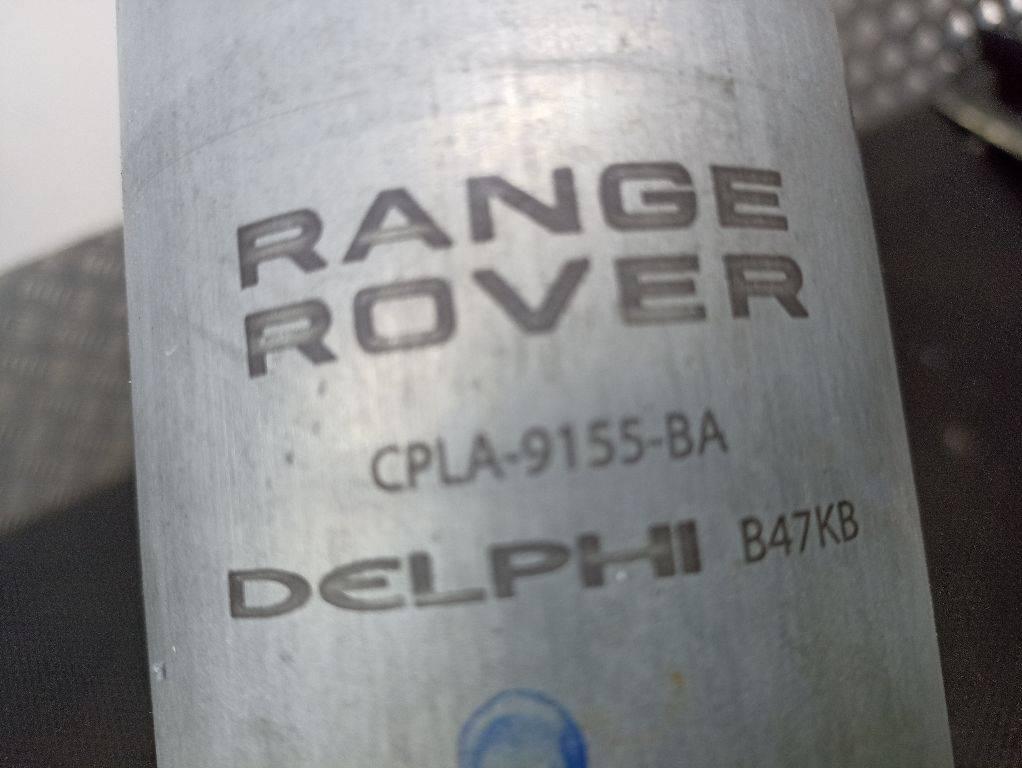 RANGE
ROVER
CPLA-9155-BA
DELPHI B47KB